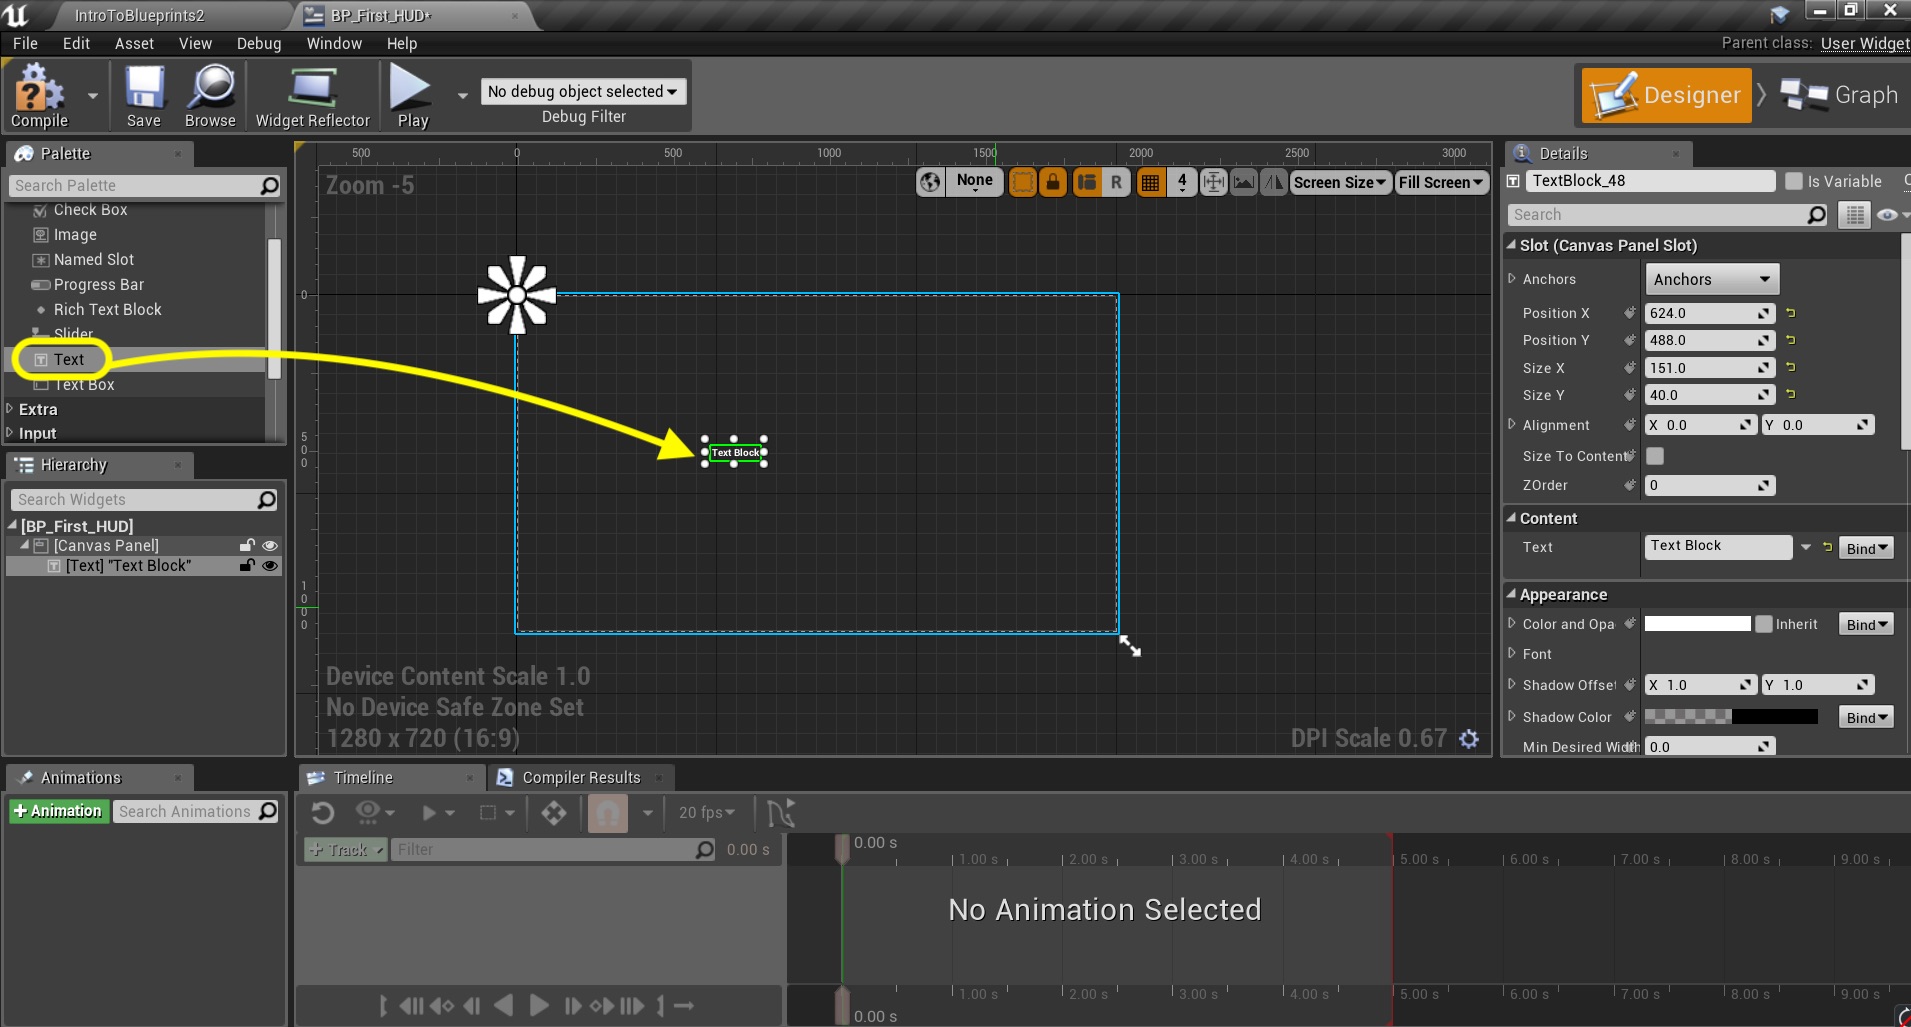 IntroToBlueprints2
BP_First_HUD*
File Edit Asset View Debug Window Help
Parent class: User Widget
Compile
Save
Browse
Widget Reflector
Play
No debug object selected
Debug Filter
Designer
Graph
Palette
Search Palette
Check Box
Image
Named Slot
Progress Bar
Rich Text Block
Slider
Text
Text Box
Extra
Input
Hierarchy
Search Widgets
[BP_First_HUD]
[Canvas Panel]
[Text] "Text Block"
Animations
+ Animation
Search Animations
500 0 500 1000 1500 2000 2500 3000
Zoom -5
None
R
4
Screen Size
Fill Screen
0
500
1000
Text Block
Device Content Scale 1.0
No Device Safe Zone Set
1280 x 720 (16:9)
DPI Scale 0.67
Details
TextBlock_48
Is Variable
Search
Slot (Canvas Panel Slot)
Anchors Anchors
Position X 624.0
Position Y 488.0
Size X 151.0
Size Y 40.0
Alignment X 0.0 Y 0.0
Size To Content
ZOrder 0
Content
Text Text Block Bind
Appearance
Color and Opa Inherit Bind
Font
Shadow Offset X 1.0 Y 1.0
Shadow Color Bind
Min Desired Width 0.0
Timeline
Compiler Results
20 fps
+ Track
Filter
0.00 s
0.00 s
1.00 s 2.00 s 3.00 s 4.00 s 5.00 s 6.00 s 7.00 s 8.00 s 9.00 s
No Animation Selected
1.00 s 2.00 s 3.00 s 4.00 s 5.00 s 6.00 s 7.00 s 8.00 s 9.00 s
0.00 s